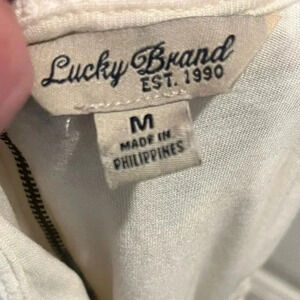 Lucky Brand
EST. 1990
M
MADE IN
PHILIPPINES